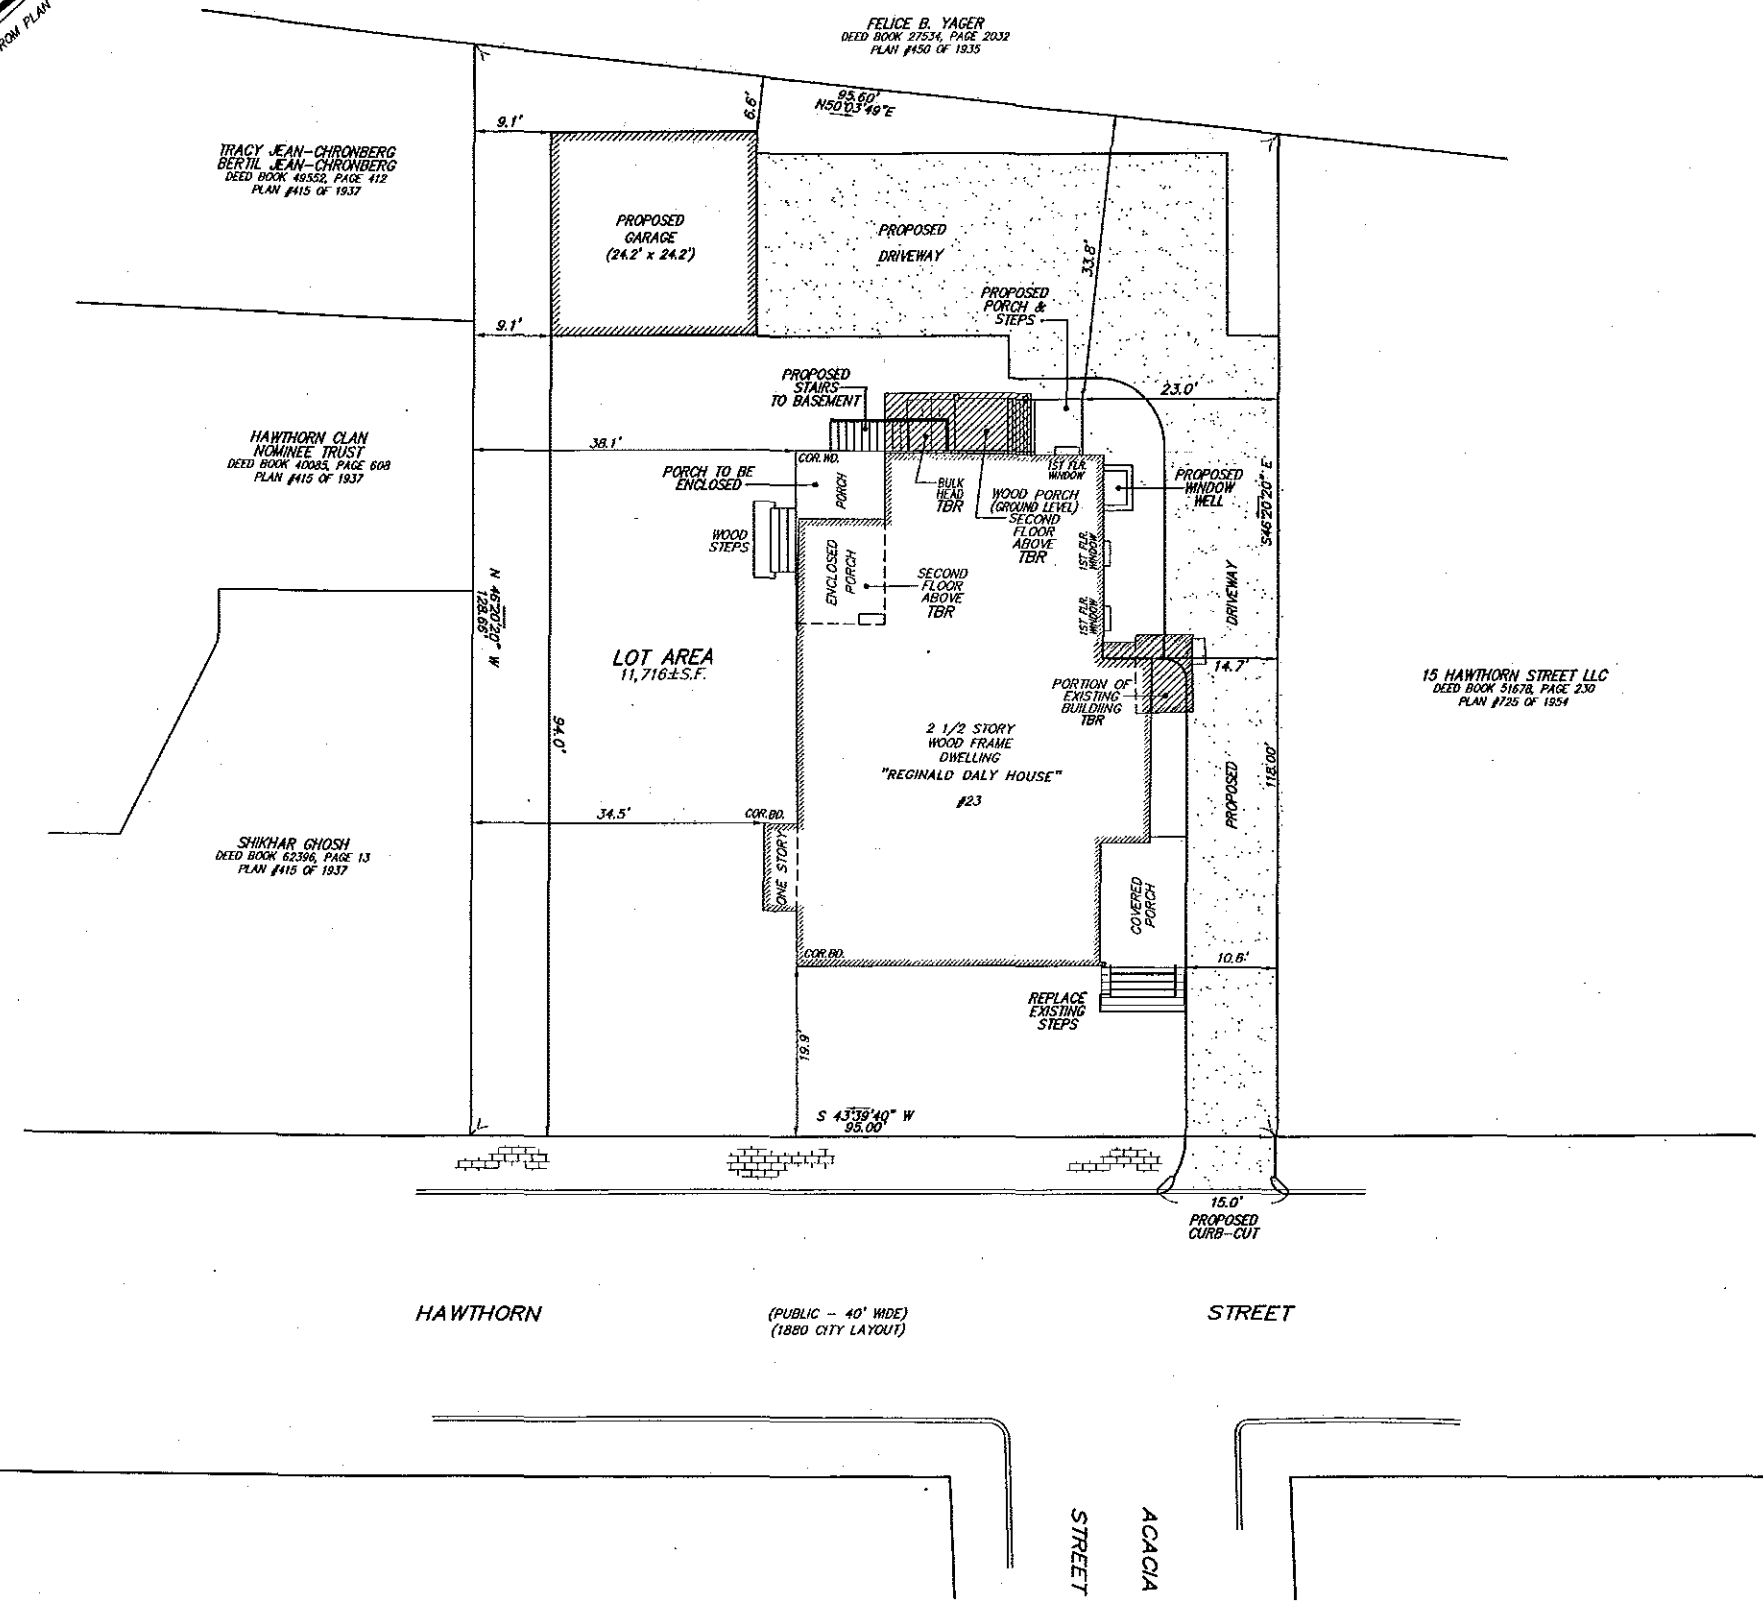 ROM PLAN
FELICE B. YAGER
DEED BOOK 27534, PAGE 2032
PLAN #450 OF 1935
95.60'
N50°03'49"E
6.6'
9.1'
TRACY JEAN-CHRONBERG
BERTIL JEAN-CHRONBERG
DEED BOOK 49552, PAGE 412
PLAN #415 OF 1937
PROPOSED
GARAGE
(24.2' x 24.2')
PROPOSED
DRIVEWAY
33.8'
PROPOSED
PORCH &
STEPS
9.1'
PROPOSED
STAIRS
TO BASEMENT
23.0'
HAWTHORN CLAN
NOMINEE TRUST
DEED BOOK 40085, PAGE 608
PLAN #415 OF 1937
38.1'
COR.WD.
PORCH TO BE
ENCLOSED
PORCH
BULK
HEAD
TBR
WOOD PORCH
(GROUND LEVEL)
SECOND
FLOOR
ABOVE
TBR
1ST FLR.
WINDOW
PROPOSED
WINDOW
WELL
S46°20'20" E
WOOD
STEPS
ENCLOSED
PORCH
SECOND
FLOOR
ABOVE
TBR
1ST FLR.
WINDOW
1ST FLR.
WINDOW
DRIVEWAY
N 46°20'20" W
128.66'
LOT AREA
11,716±S.F.
14.7'
PORTION OF
EXISTING
BUILDIING
TBR
15 HAWTHORN STREET LLC
DEED BOOK 51678, PAGE 230
PLAN #725 OF 1954
94.0'
2 1/2 STORY
WOOD FRAME
DWELLING
"REGINALD DALY HOUSE"
#23
PROPOSED
118.00'
34.5'
COR.BD.
SHIKHAR GHOSH
DEED BOOK 62396, PAGE 13
PLAN #415 OF 1937
ONE STORY
COVERED
PORCH
COR.BD.
10.6'
REPLACE
EXISTING
STEPS
19.9'
S 43°39'40" W
95.00'
15.0'
PROPOSED
CURB-CUT
HAWTHORN
(PUBLIC - 40' WIDE)
(1880 CITY LAYOUT)
STREET
ACACIA
STREET